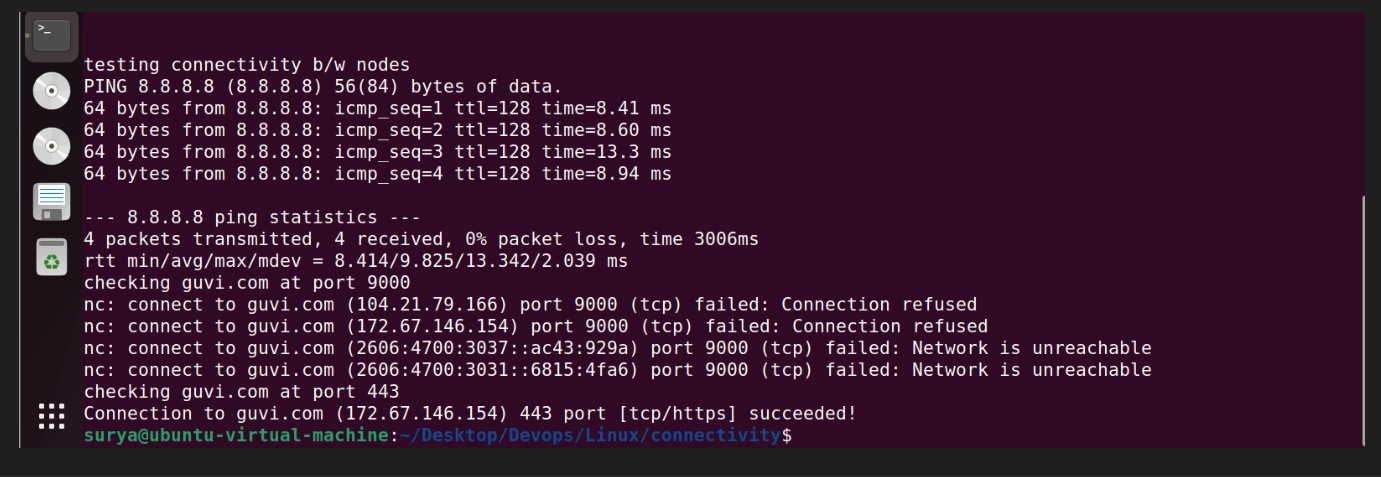 >_
testing connectivity b/w nodes
PING 8.8.8.8 (8.8.8.8) 56(84) bytes of data.
64 bytes from 8.8.8.8: icmp_seq=1 ttl=128 time=8.41 ms
64 bytes from 8.8.8.8: icmp_seq=2 ttl=128 time=8.60 ms
64 bytes from 8.8.8.8: icmp_seq=3 ttl=128 time=13.3 ms
64 bytes from 8.8.8.8: icmp_seq=4 ttl=128 time=8.94 ms
--- 8.8.8.8 ping statistics ---
4 packets transmitted, 4 received, 0% packet loss, time 3006ms
rtt min/avg/max/mdev = 8.414/9.825/13.342/2.039 ms
checking guvi.com at port 9000
nc: connect to guvi.com (104.21.79.166) port 9000 (tcp) failed: Connection refused
nc: connect to guvi.com (172.67.146.154) port 9000 (tcp) failed: Connection refused
nc: connect to guvi.com (2606:4700:3037::ac43:929a) port 9000 (tcp) failed: Network is unreachable
nc: connect to guvi.com (2606:4700:3031::6815:4fa6) port 9000 (tcp) failed: Network is unreachable
checking guvi.com at port 443
Connection to guvi.com (172.67.146.154) 443 port [tcp/https] succeeded!
surya@ubuntu-virtual-machine:~/Desktop/Devops/Linux/connectivity$